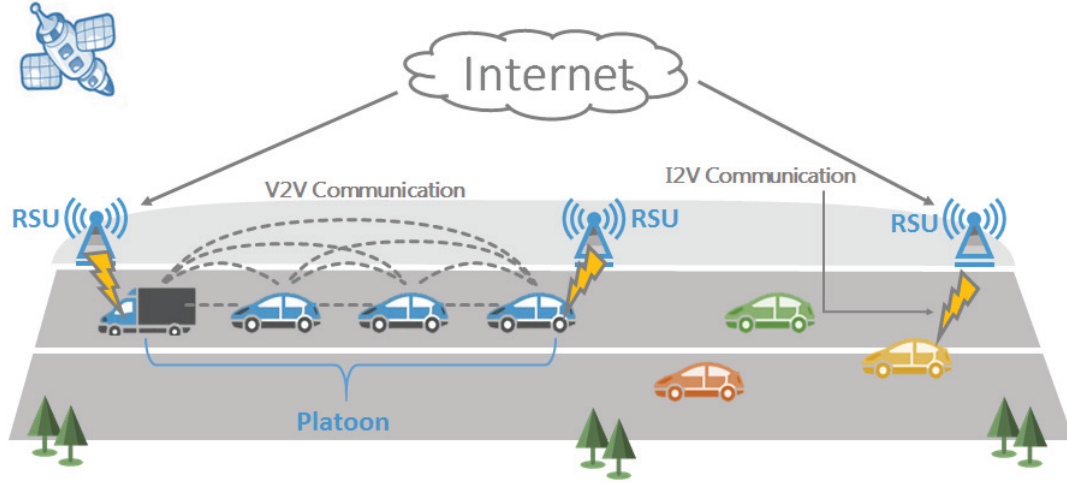 Internet
V2V Communication
I2V Communication
RSU
RSU
RSU
Platoon